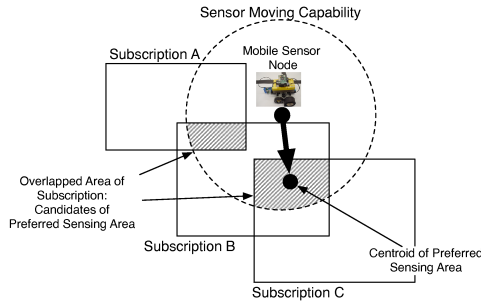 Sensor Moving Capability
Subscription A
Mobile Sensor
Node
Overlapped Area of
Subscription:
Candidates of
Preferred Sensing Area
Subscription B
Centroid of Preferred
Sensing Area
Subscription C